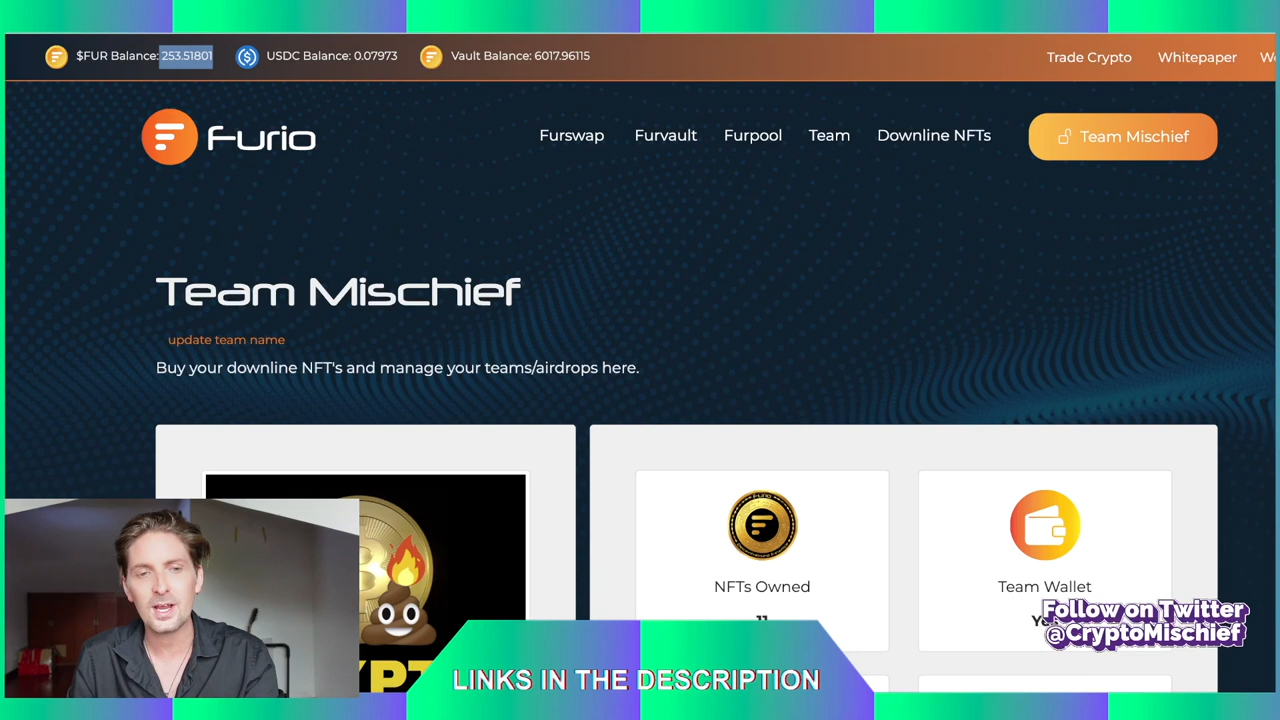 $FUR Balance: 253.51801 USDC Balance: 0.07973 Vault Balance: 6017.96115 Trade Crypto Whitepaper
Furio Furswap Furvault Furpool Team Downline NFTs Team Mischief
Team Mischief
update team name
Buy your downline NFT's and manage your teams/airdrops here.
NFTs Owned Team Wallet
11
Follow on Twitter
@CryptoMischief
LINKS IN THE DESCRIPTION